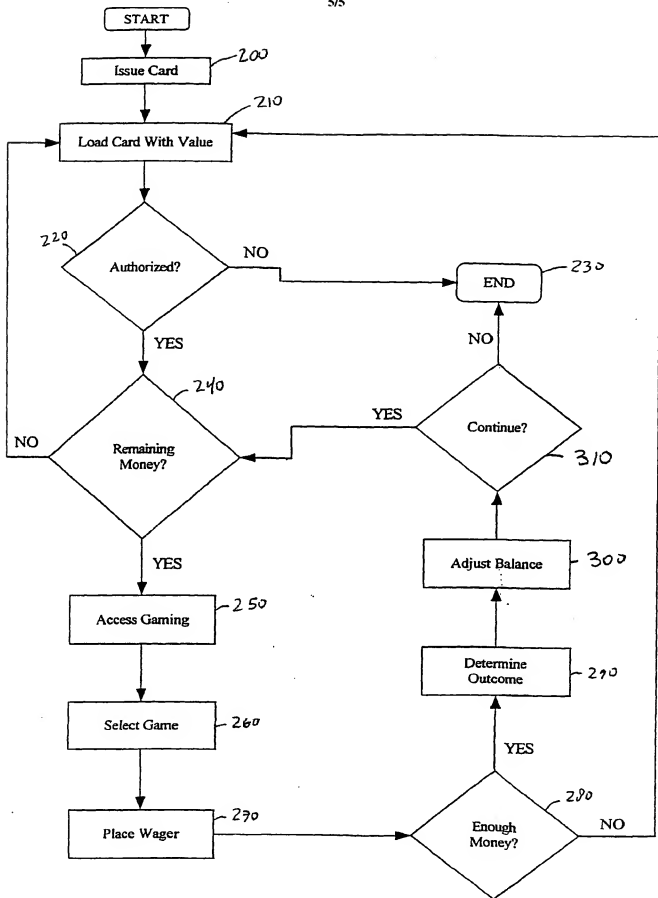 5/5
START
200
Issue Card
210
Load Card With Value
220
Authorized?
NO
END
230
YES
NO
240
Remaining
Money?
YES
Continue?
310
NO
YES
Adjust Balance
300
Access Gaming
250
Determine
Outcome
290
Select Game
260
YES
Place Wager
270
280
Enough
Money?
NO